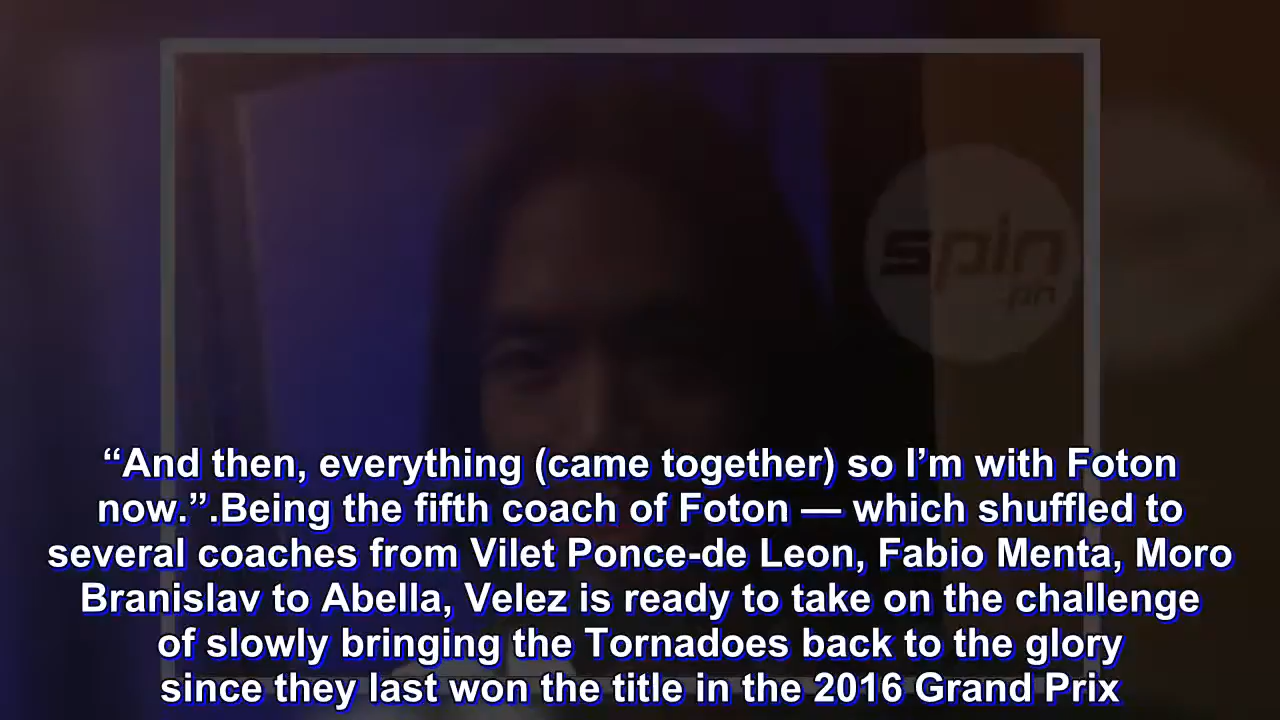 spin
.ph
“And then, everything (came together) so I’m with Foton
now.”.Being the fifth coach of Foton — which shuffled to
several coaches from Vilet Ponce-de Leon, Fabio Menta, Moro
Branislav to Abella, Velez is ready to take on the challenge
of slowly bringing the Tornadoes back to the glory
since they last won the title in the 2016 Grand Prix